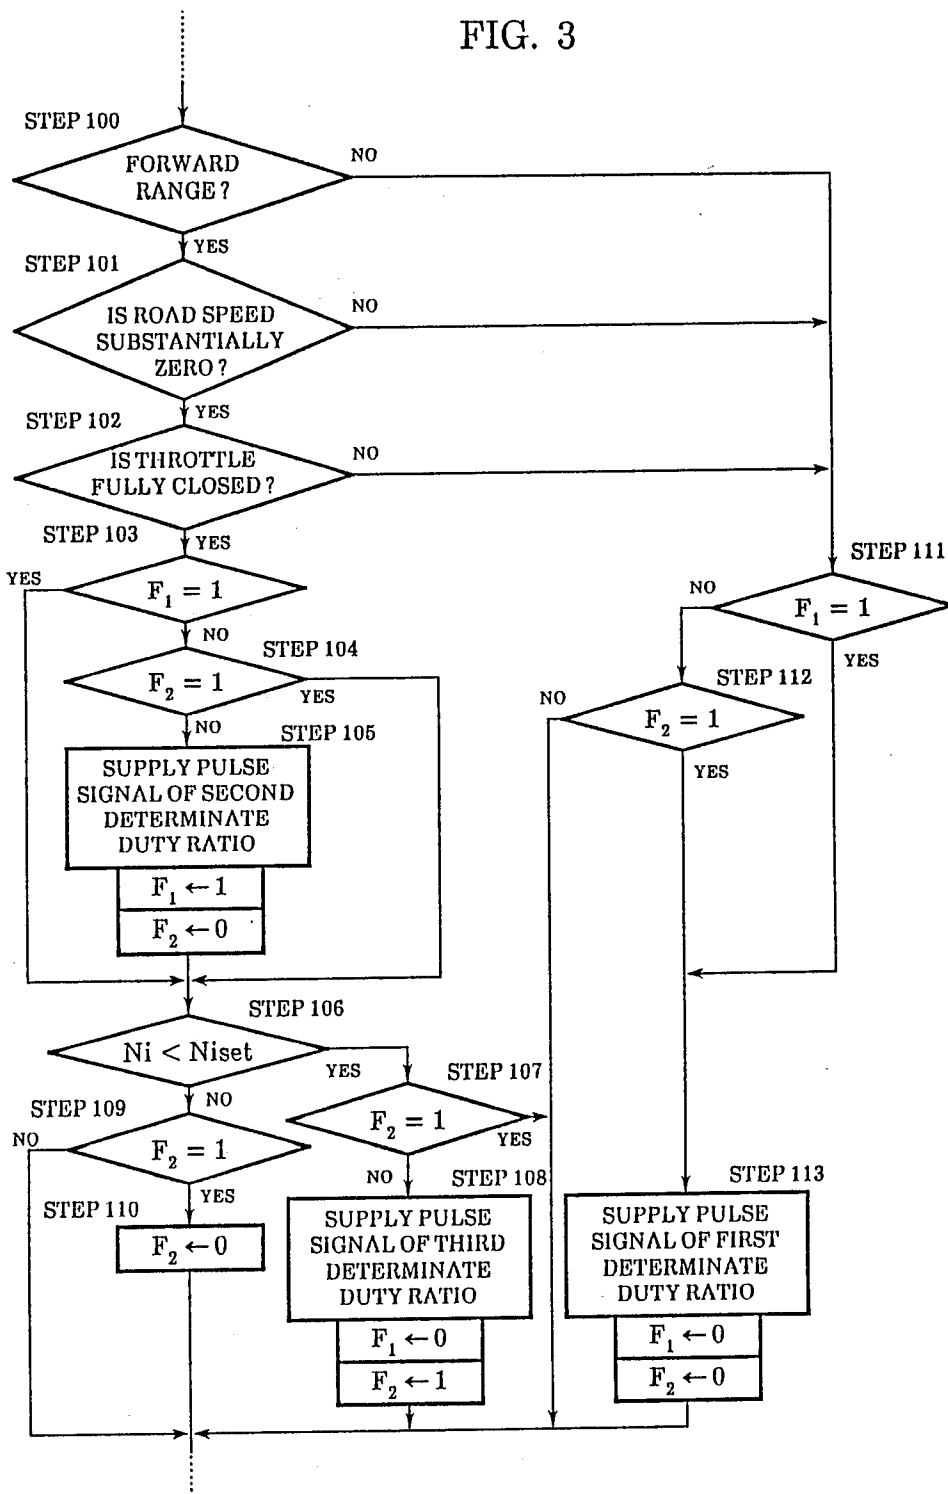 FIG. 3
STEP 100
FORWARD
RANGE?
NO
YES
STEP 101
IS ROAD SPEED
SUBSTANTIALLY
ZERO?
NO
YES
STEP 102
IS THROTTLE
FULLY CLOSED?
NO
YES
STEP 103
F₁ = 1
YES
NO
STEP 104
F₂ = 1
YES
NO
STEP 105
SUPPLY PULSE
SIGNAL OF SECOND
DETERMINATE
DUTY RATIO
F₁ ← 1
F₂ ← 0
STEP 106
Ni < Niset
YES
NO
STEP 107
F₂ = 1
YES
NO
STEP 108
SUPPLY PULSE
SIGNAL OF THIRD
DETERMINATE
DUTY RATIO
F₁ ← 0
F₂ ← 1
STEP 109
F₂ = 1
NO
YES
STEP 110
F₂ ← 0
STEP 111
F₁ = 1
NO
YES
STEP 112
F₂ = 1
NO
YES
STEP 113
SUPPLY PULSE
SIGNAL OF FIRST
DETERMINATE
DUTY RATIO
F₁ ← 0
F₂ ← 0